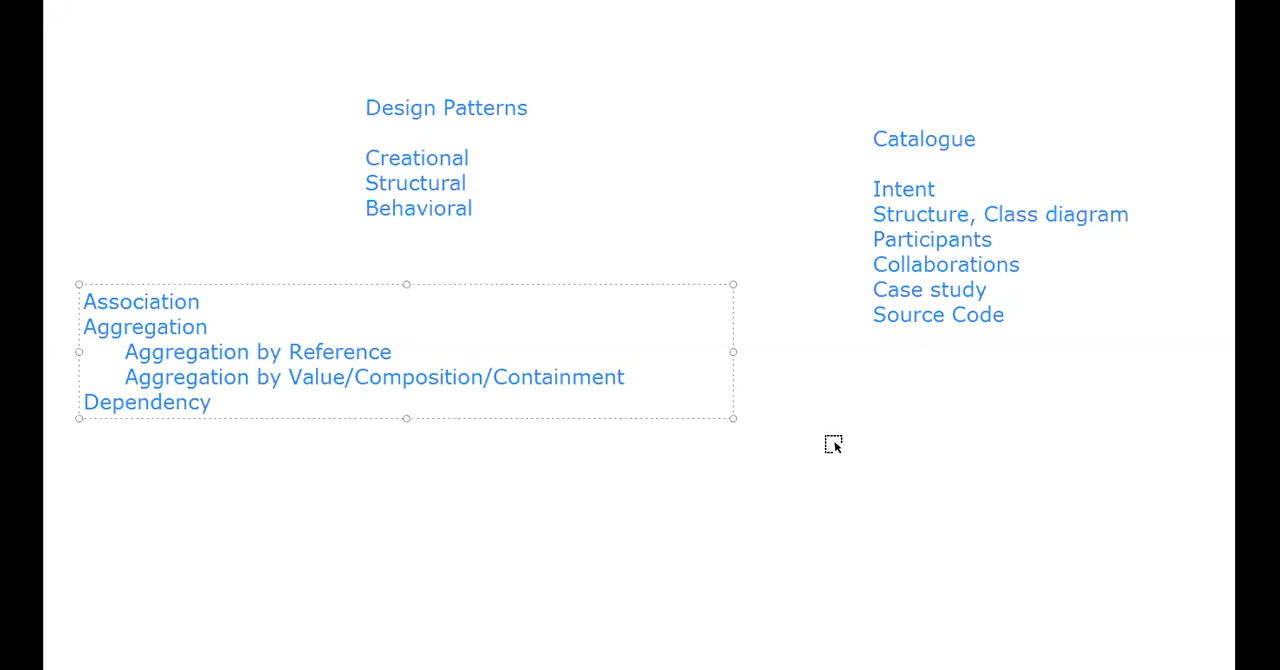 Design Patterns
Creational
Structural
Behavioral
Catalogue
Intent
Structure, Class diagram
Participants
Collaborations
Case study
Source Code
Association
Aggregation
Aggregation by Reference
Aggregation by Value/Composition/Containment
Dependency